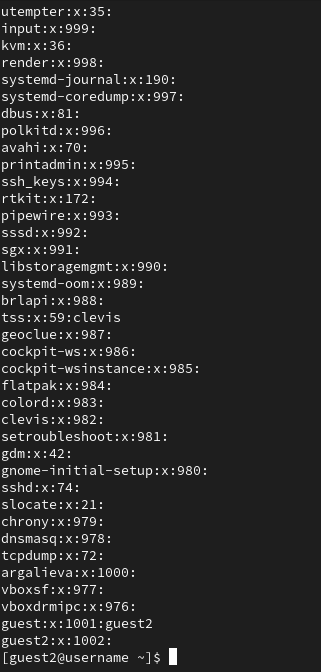 utempter:x:35:
input:x:999:
kvm:x:36:
render:x:998:
systemd-journal:x:190:
systemd-coredump:x:997:
dbus:x:81:
polkitd:x:996:
avahi:x:70:
printadmin:x:995:
ssh_keys:x:994:
rtkit:x:172:
pipewire:x:993:
sssd:x:992:
sgx:x:991:
libstoragemgmt:x:990:
systemd-oom:x:989:
brlapi:x:988:
tss:x:59:clevis
geoclue:x:987:
cockpit-ws:x:986:
cockpit-wsinstance:x:985:
flatpak:x:984:
colord:x:983:
clevis:x:982:
setroubleshoot:x:981:
gdm:x:42:
gnome-initial-setup:x:980:
sshd:x:74:
slocate:x:21:
chrony:x:979:
dnsmasq:x:978:
tcpdump:x:72:
argalieva:x:1000:
vboxsf:x:977:
vboxdrmipc:x:976:
guest:x:1001:guest2
guest2:x:1002:
[guest2@username ~]$